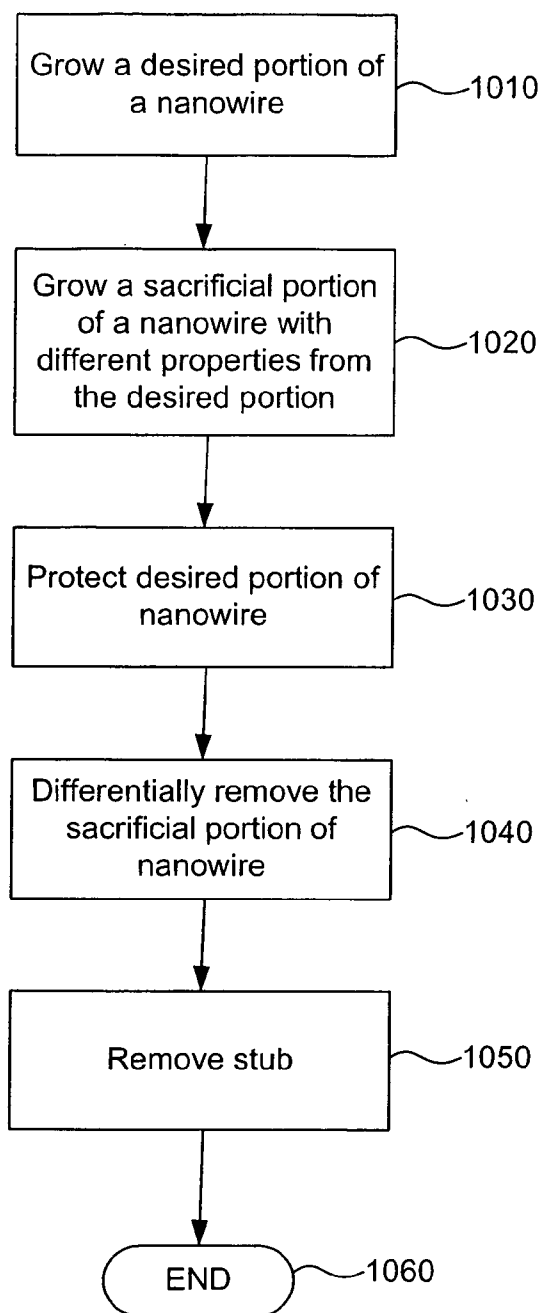 Grow a desired portion of
a nanowire
1010
Grow a sacrificial portion
of a nanowire with
different properties from
the desired portion
1020
Protect desired portion of
nanowire
1030
Differentially remove the
sacrificial portion of
nanowire
1040
Remove stub
1050
END
1060